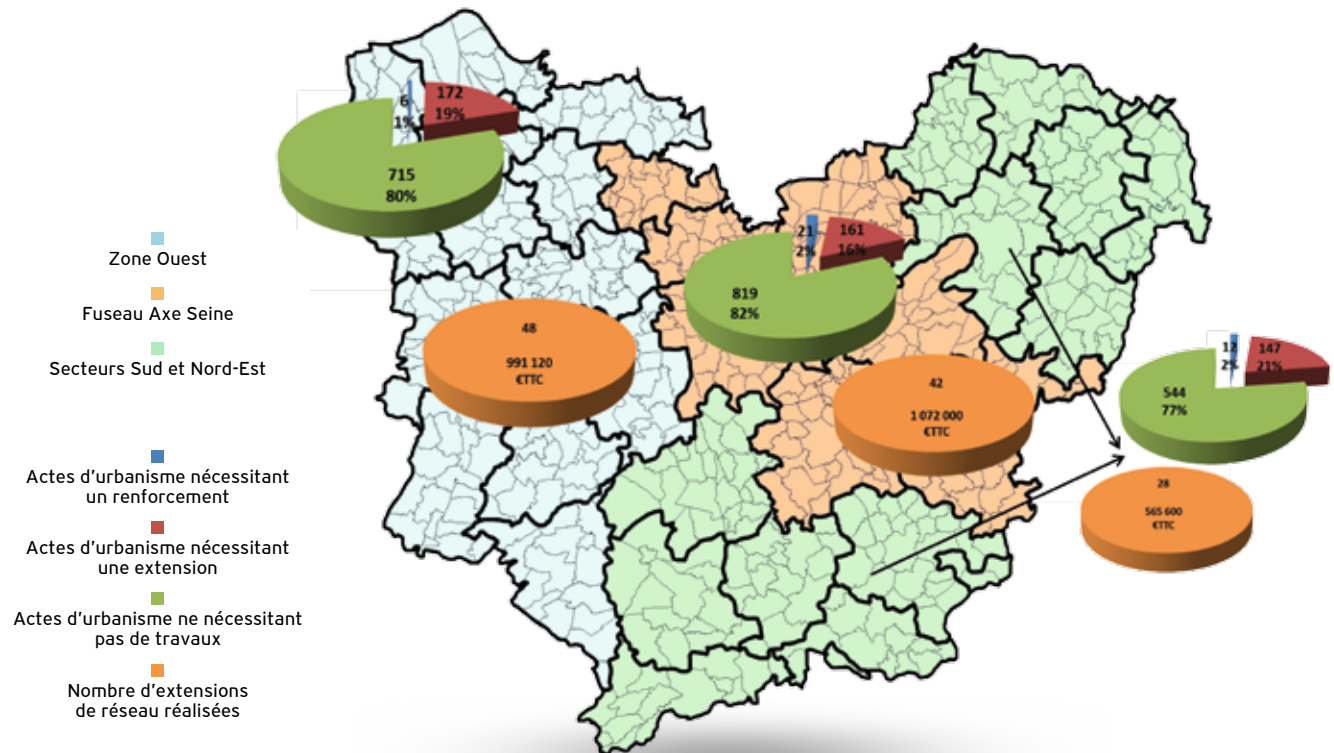 6
1%
172
19%
715
80%
21
2%
161
16%
819
82%
Zone Ouest
Fuseau Axe Seine
Secteurs Sud et Nord-Est
48
991 120
€TTC
42
1 072 000
€TTC
12
2%
147
21%
544
77%
28
565 600
€TTC
Actes d'urbanisme nécessitant
un renforcement
Actes d'urbanisme nécessitant
une extension
Actes d'urbanisme ne nécessitant
pas de travaux
Nombre d'extensions
de réseau réalisées